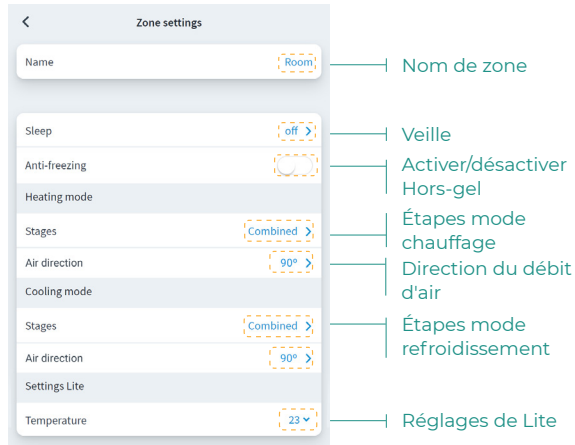 Zone settings
Name Room
Nom de zone
Sleep off
Veille
Anti-freezing
Activer/désactiver
Hors-gel
Heating mode
Stages Combined
Étapes mode
chauffage
Air direction 90º
Direction du débit
d'air
Cooling mode
Stages Combined
Étapes mode
refroidissement
Air direction 90º
Settings Lite
Temperature 23
Réglages de Lite